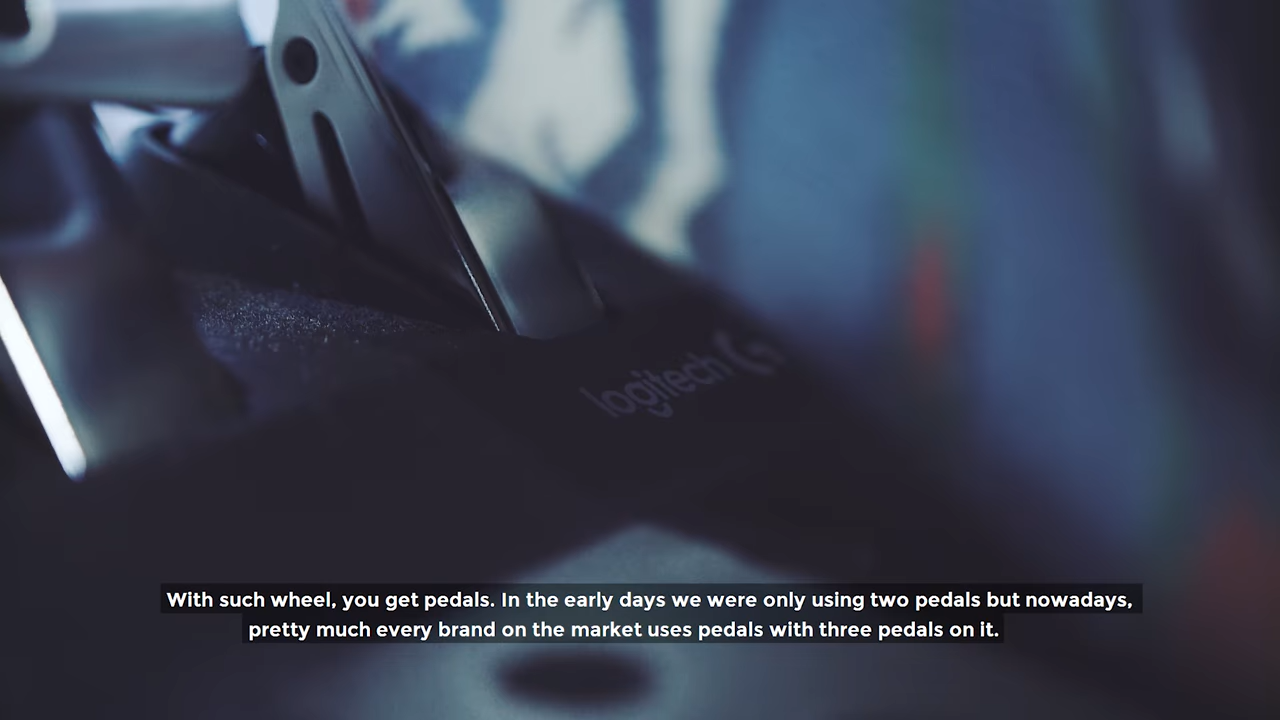 logitech G
With such wheel, you get pedals. In the early days we were only using two pedals but nowadays,
pretty much every brand on the market uses pedals with three pedals on it.